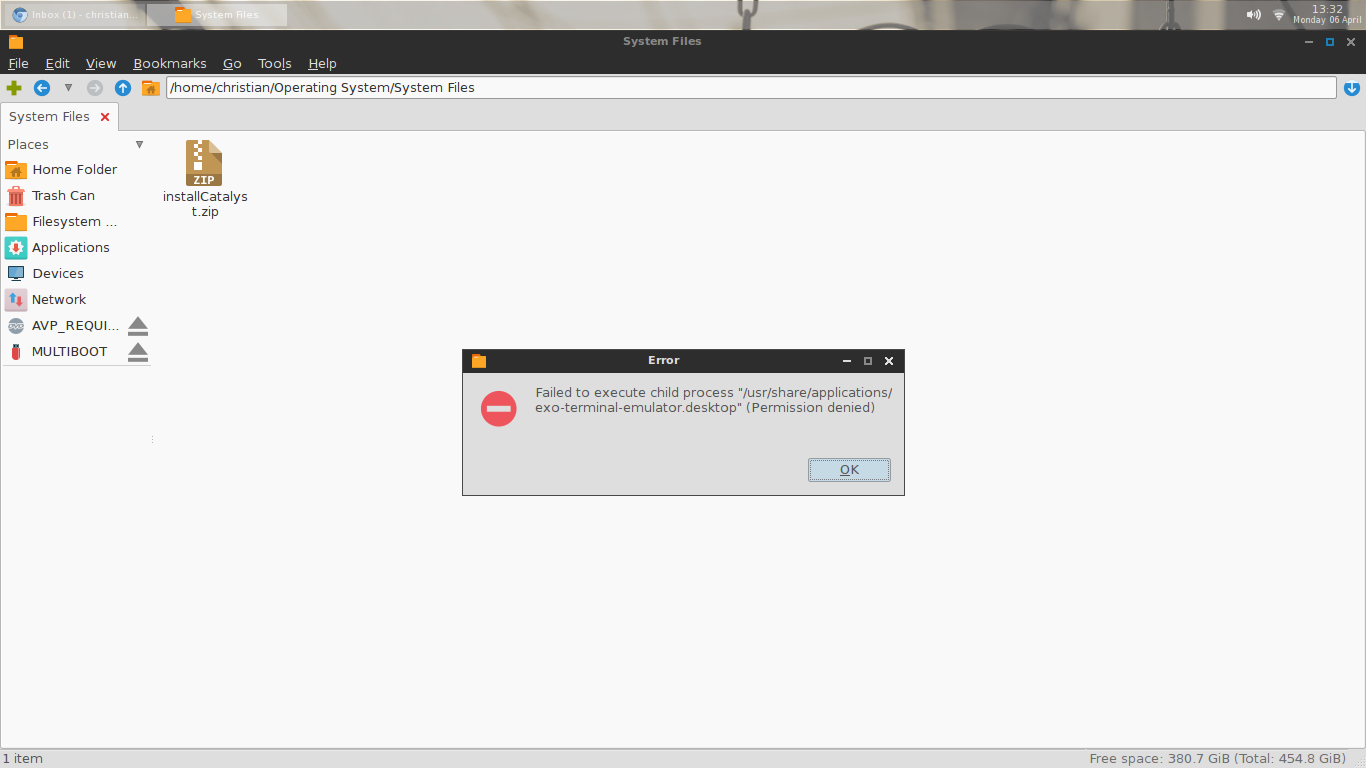 Inbox (1) - christian...
System Files
13:32
Monday 06 April
System Files
File Edit View Bookmarks Go Tools Help
/home/christian/Operating System/System Files
System Files
Places
Home Folder
Trash Can
Filesystem ...
Applications
Devices
Network
AVP_REQUI...
MULTIBOOT
ZIP
installCatalys
t.zip
Error
Failed to execute child process "/usr/share/applications/
exo-terminal-emulator.desktop" (Permission denied)
OK
1 item
Free space: 380.7 GiB (Total: 454.8 GiB)